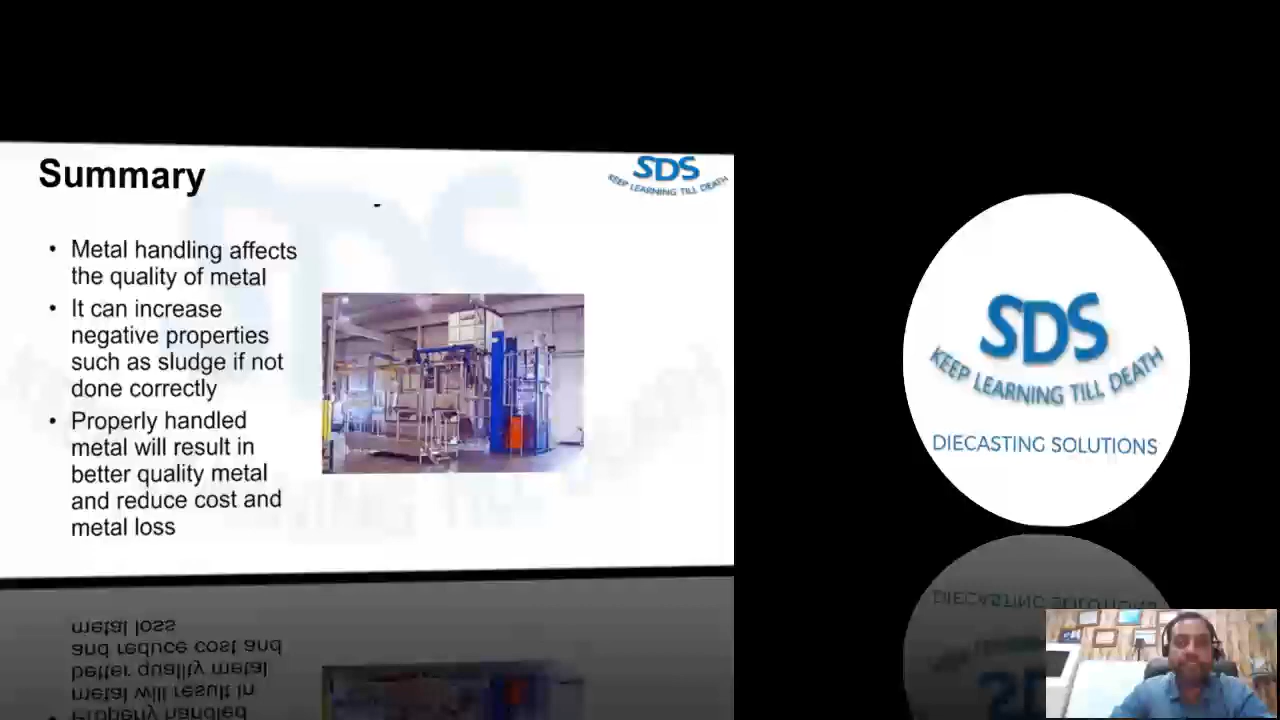 Summary
SDS
KEEP LEARNING TILL DEATH
• Metal handling affects
the quality of metal
• It can increase
negative properties
such as sludge if not
done correctly
• Properly handled
metal will result in
better quality metal
and reduce cost and
metal loss
SDS
KEEP LEARNING TILL DEATH
DIECASTING SOLUTIONS